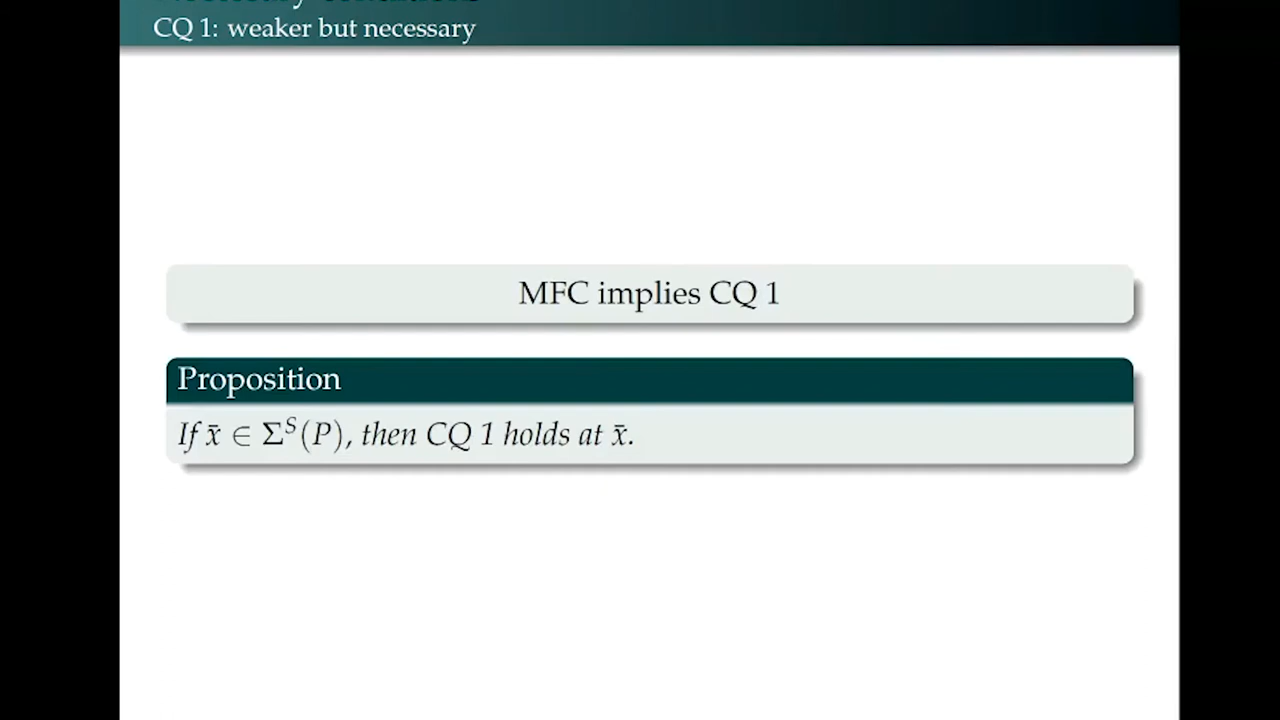 CQ 1: weaker but necessary
MFC implies CQ 1
Proposition
If x̄ ∈ Σ^S(P), then CQ 1 holds at x̄.